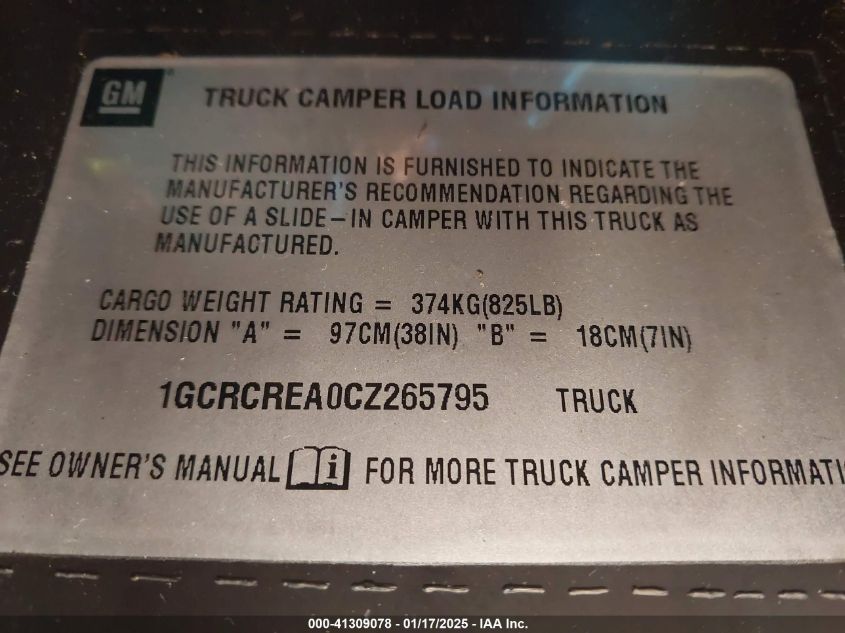 GM
TRUCK CAMPER LOAD INFORMATION
THIS INFORMATION IS FURNISHED TO INDICATE THE
MANUFACTURER'S RECOMMENDATION REGARDING THE
USE OF A SLIDE-IN CAMPER WITH THIS TRUCK AS
MANUFACTURED.
CARGO WEIGHT RATING = 374KG(825LB)
DIMENSION "A" = 97CM(38IN) "B" = 18CM(7IN)
1GCRCREA0CZ265795 TRUCK
SEE OWNER'S MANUAL i FOR MORE TRUCK CAMPER INFORMATI
000-41309078 - 01/17/2025 - IAA Inc.